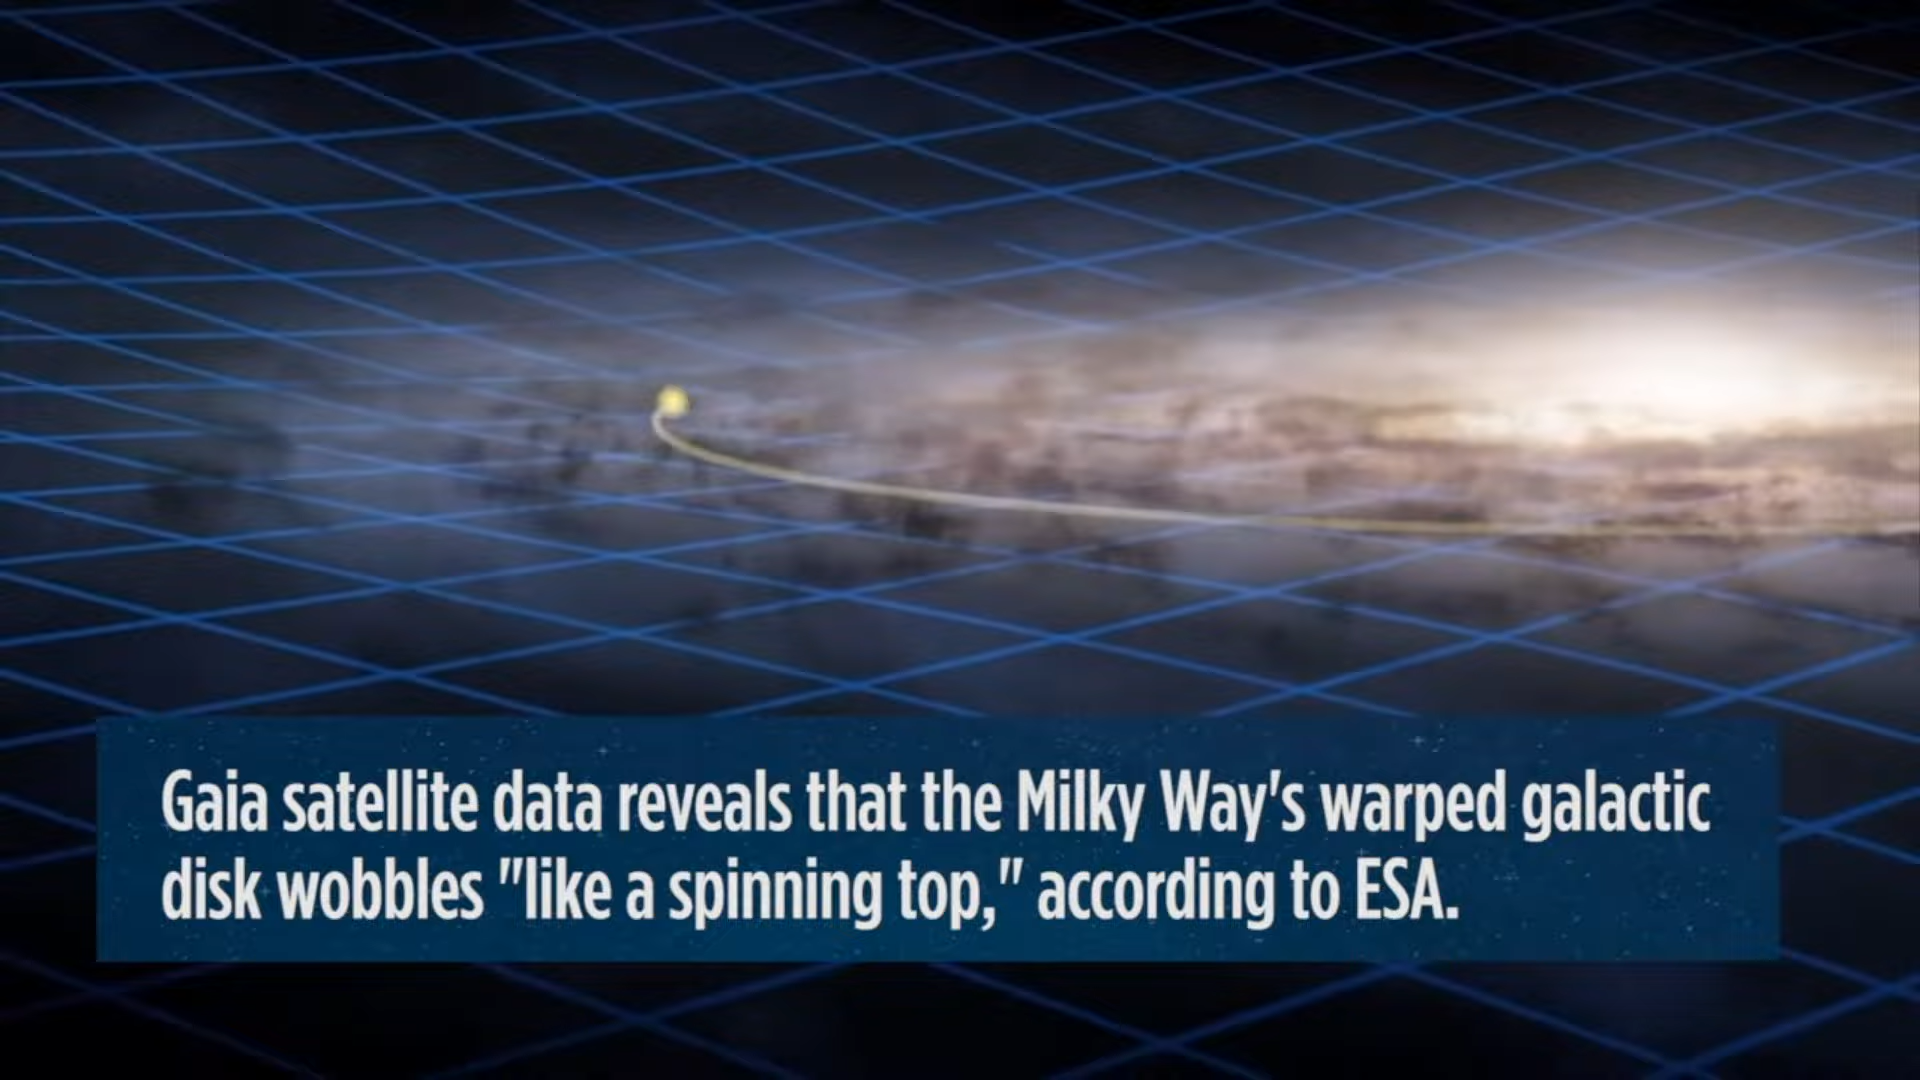 Gaia satellite data reveals that the Milky Way's warped galactic
disk wobbles "like a spinning top," according to ESA.